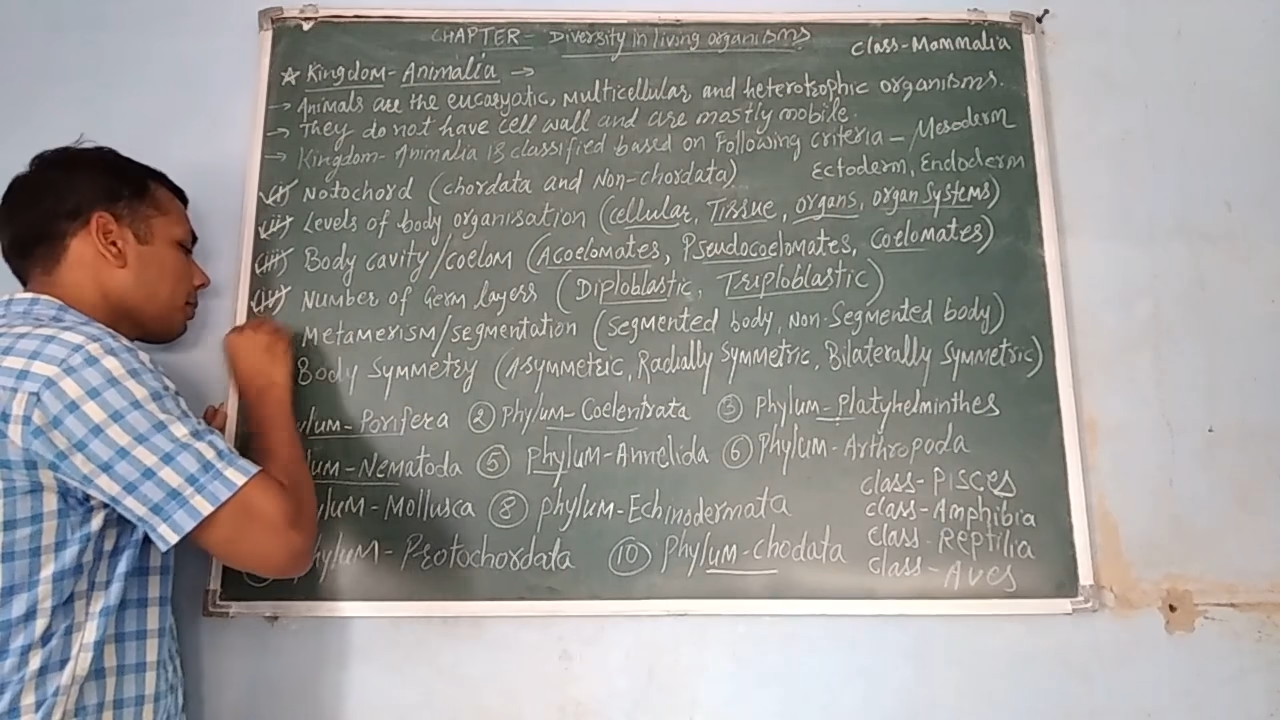 CHAPTER- Diversity in living organisms
Class-Mammalia
☆ Kingdom-Animalia →
→ Animals are the eucaryatic, multicellular and heterotrophic organisms.
→ They do not have cell wall and are mostly mobile.
→ Kingdom-Animalia is classified based on Following criteria - Mesoderm
Ectoderm, Endoderm
(i) Notochord (chordata and Non-chordata)
(ii) Levels of body organisation (cellular, Tissue, organs, organ systems)
(iii) Body cavity/coelom (Acoelomates, Pseudocoelomates, Coelomates)
(iv) Number of Germ layers (Diploblastic, Triploblastic)
Metamerism/segmentation (segmented body, Non-Segmented body)
Body Symmetry (Asymmetric, Radially Symmetric, Bilaterally Symmetric)
ylum-Porifera ② Phylum-Coelentrata ③ Phylum-Platyhelminthes
lum-Nematoda ⑤ Phylum-Annelida ⑥ Phylum-Arthropoda
ylum-Mollusca ⑧ Phylum-Echinodermata
hylum-Protochordata ⑩ Phylum-chodata
class-Pisces
class-Amphibia
class-Reptilia
class-Aves